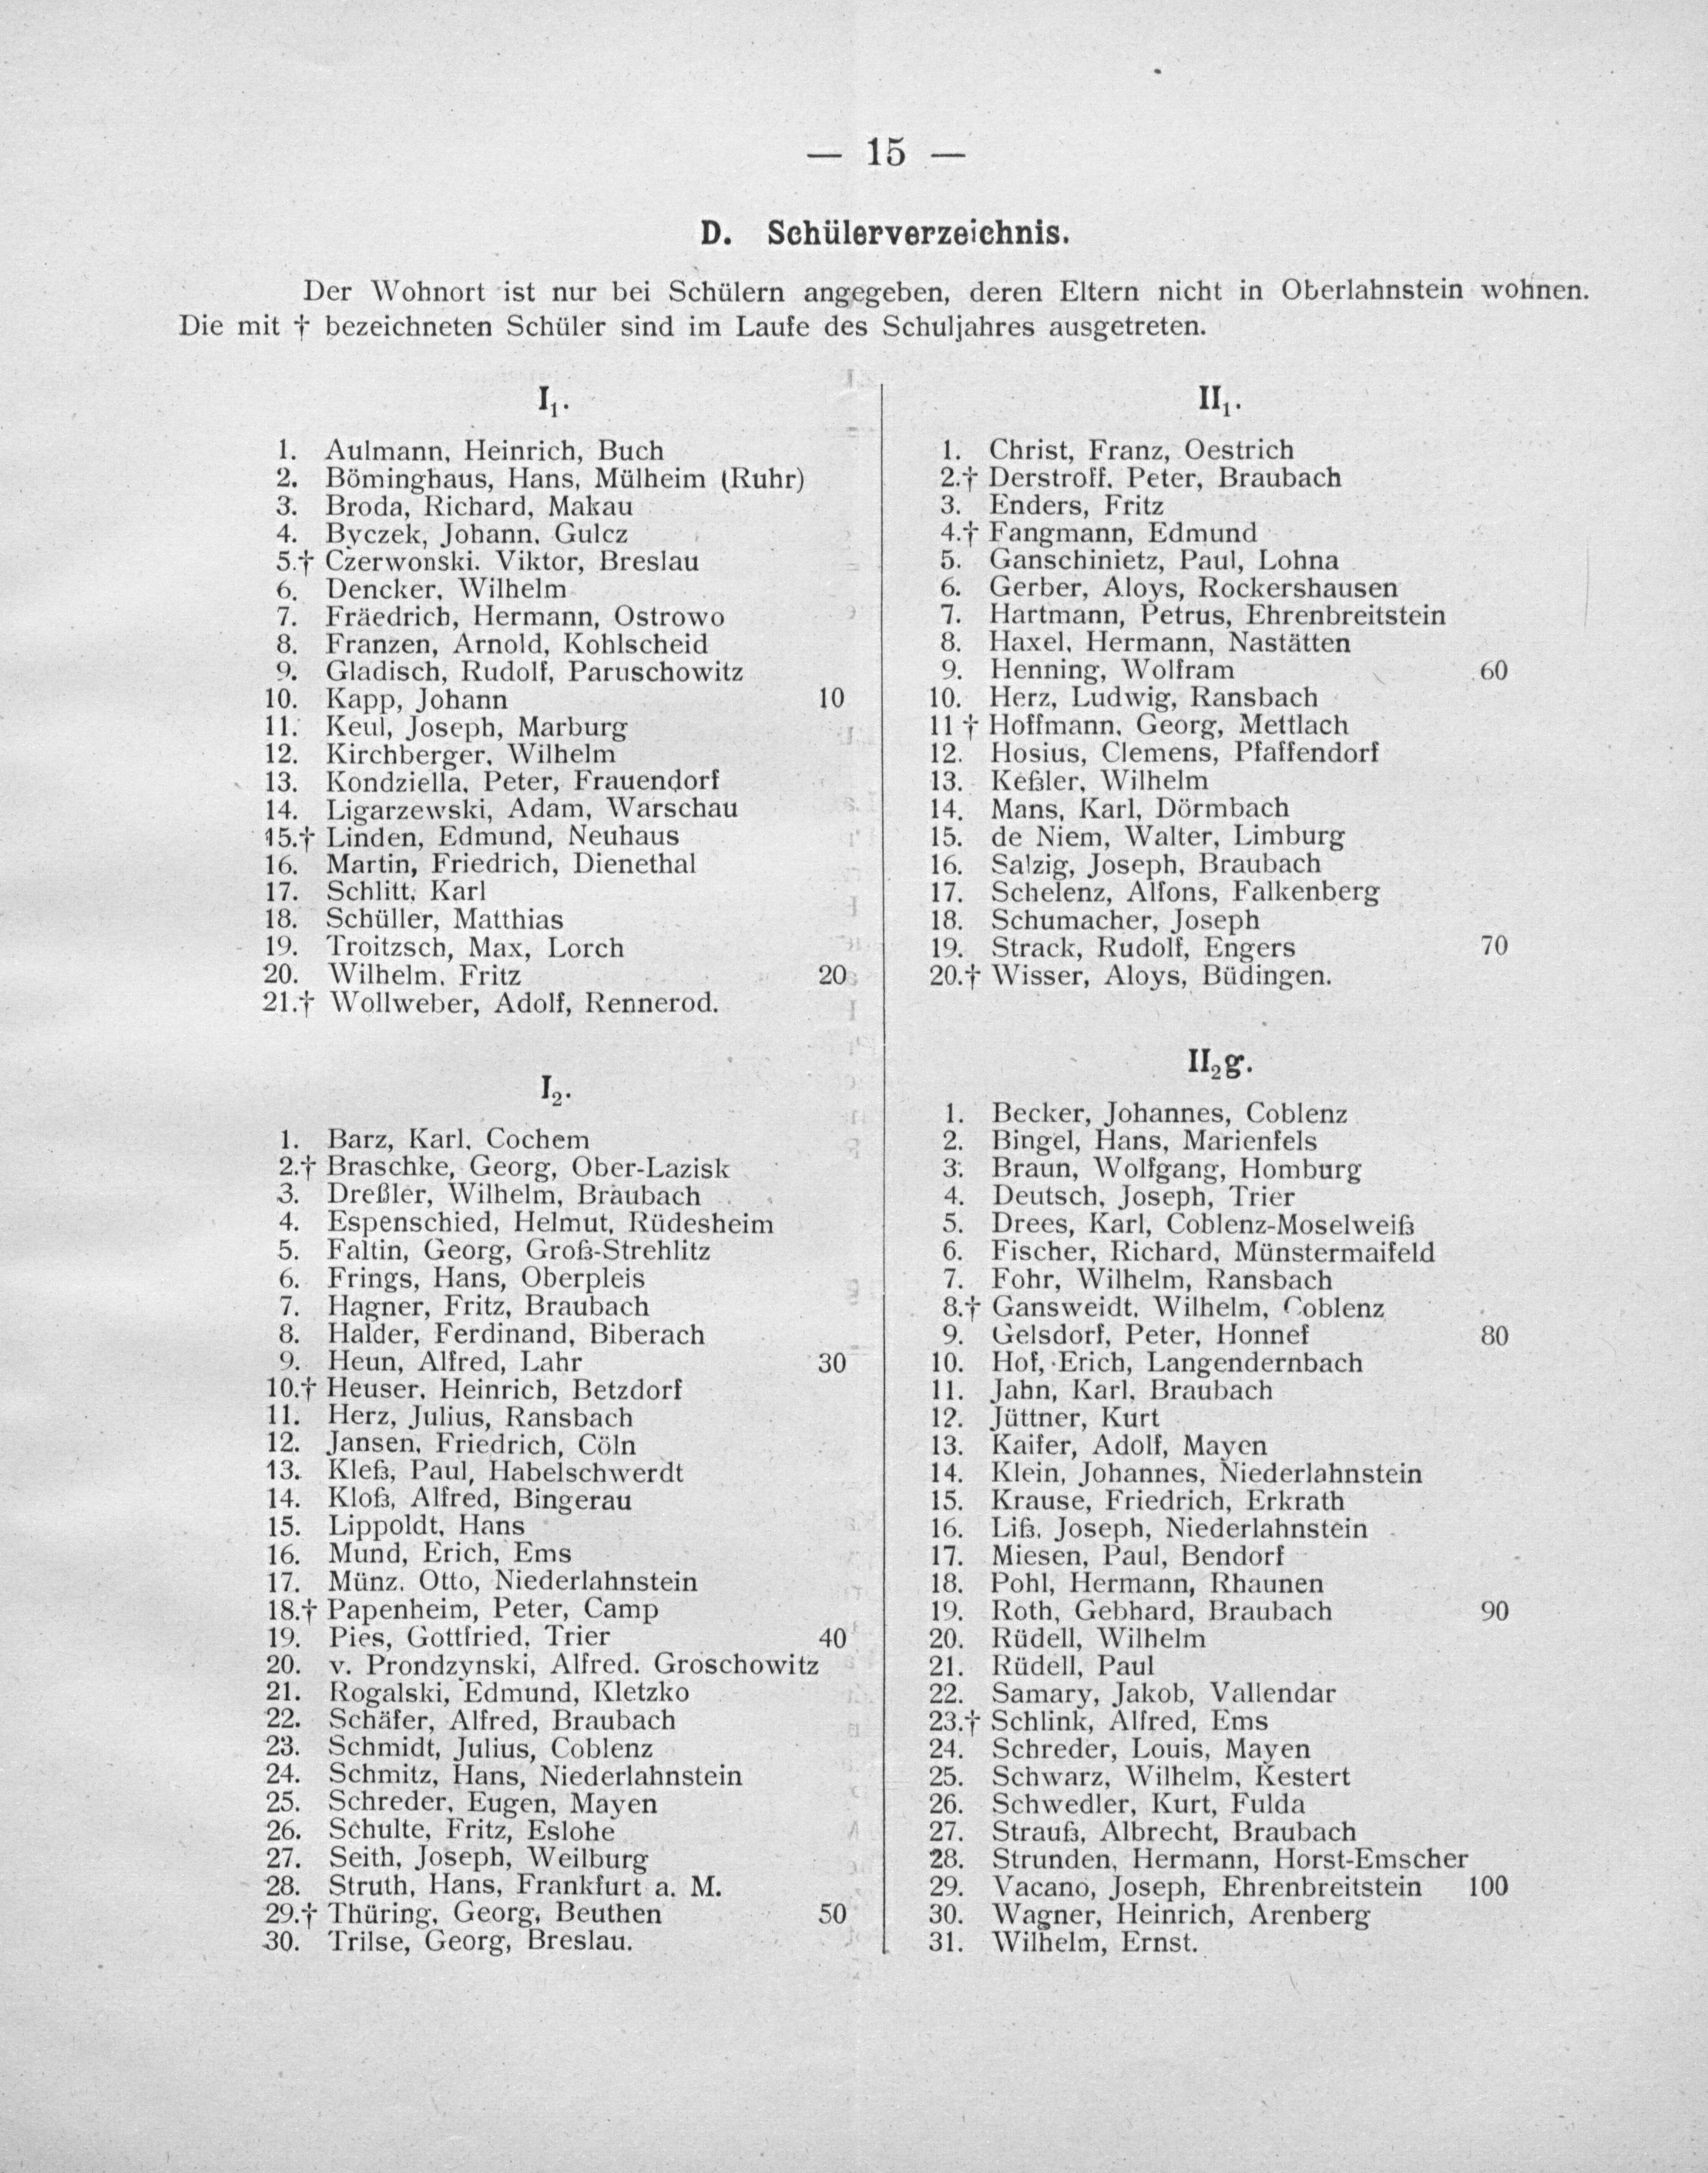 — 15 —
D. Schülerverzeichnis.
Der Wohnort ist nur bei Schülern angegeben, deren Eltern nicht in Oberlahnstein wohnen.
Die mit † bezeichneten Schüler sind im Laufe des Schuljahres ausgetreten.
I₁.
1. Aulmann, Heinrich, Buch
2. Böminghaus, Hans, Mülheim (Ruhr)
3. Broda, Richard, Makau
4. Byczek, Johann, Gulcz
5.† Czerwonski. Viktor, Breslau
6. Dencker, Wilhelm
7. Fräedrich, Hermann, Ostrowo
8. Franzen, Arnold, Kohlscheid
9. Gladisch, Rudolf, Paruschowitz
10. Kapp, Johann 10
11. Keul, Joseph, Marburg
12. Kirchberger, Wilhelm
13. Kondziella, Peter, Frauendorf
14. Ligarzewski, Adam, Warschau
15.† Linden, Edmund, Neuhaus
16. Martin, Friedrich, Dienethal
17. Schlitt, Karl
18. Schüller, Matthias
19. Troitzsch, Max, Lorch
20. Wilhelm, Fritz 20
21.† Wollweber, Adolf, Rennerod.
I₂.
1. Barz, Karl, Cochem
2.† Braschke, Georg, Ober-Lazisk
3. Dreßler, Wilhelm, Braubach
4. Espenschied, Helmut, Rüdesheim
5. Faltin, Georg, Groß-Strehlitz
6. Frings, Hans, Oberpleis
7. Hagner, Fritz, Braubach
8. Halder, Ferdinand, Biberach
9. Heun, Alfred, Lahr 30
10.† Heuser, Heinrich, Betzdorf
11. Herz, Julius, Ransbach
12. Jansen, Friedrich, Cöln
13. Kleß, Paul, Habelschwerdt
14. Kloß, Alfred, Bingerau
15. Lippoldt, Hans
16. Mund, Erich, Ems
17. Münz, Otto, Niederlahnstein
18.† Papenheim, Peter, Camp
19. Pies, Gottfried, Trier 40
20. v. Prondzynski, Alfred. Groschowitz
21. Rogalski, Edmund, Kletzko
22. Schäfer, Alfred, Braubach
23. Schmidt, Julius, Coblenz
24. Schmitz, Hans, Niederlahnstein
25. Schreder, Eugen, Mayen
26. Schulte, Fritz, Eslohe
27. Seith, Joseph, Weilburg
28. Struth, Hans, Frankfurt a. M.
29.† Thüring, Georg, Beuthen 50
30. Trilse, Georg, Breslau.
II₁.
1. Christ, Franz, Oestrich
2.† Derstroff, Peter, Braubach
3. Enders, Fritz
4.† Fangmann, Edmund
5. Ganschinietz, Paul, Lohna
6. Gerber, Aloys, Rockershausen
7. Hartmann, Petrus, Ehrenbreitstein
8. Haxel, Hermann, Nastätten
9. Henning, Wolfram 60
10. Herz, Ludwig, Ransbach
11 † Hoffmann, Georg, Mettlach
12. Hosius, Clemens, Pfaffendorf
13. Keßler, Wilhelm
14. Mans, Karl, Dörmbach
15. de Niem, Walter, Limburg
16. Salzig, Joseph, Braubach
17. Schelenz, Alfons, Falkenberg
18. Schumacher, Joseph
19. Strack, Rudolf, Engers 70
20.† Wisser, Aloys, Büdingen.
II₂g.
1. Becker, Johannes, Coblenz
2. Bingel, Hans, Marienfels
3. Braun, Wolfgang, Homburg
4. Deutsch, Joseph, Trier
5. Drees, Karl, Coblenz-Moselweiß
6. Fischer, Richard, Münstermaifeld
7. Fohr, Wilhelm, Ransbach
8.† Gansweidt, Wilhelm, Coblenz
9. Gelsdorf, Peter, Honnef 80
10. Hof, Erich, Langendernbach
11. Jahn, Karl, Braubach
12. Jüttner, Kurt
13. Kaifer, Adolf, Mayen
14. Klein, Johannes, Niederlahnstein
15. Krause, Friedrich, Erkrath
16. Liß, Joseph, Niederlahnstein
17. Miesen, Paul, Bendorf
18. Pohl, Hermann, Rhaunen
19. Roth, Gebhard, Braubach 90
20. Rüdell, Wilhelm
21. Rüdell, Paul
22. Samary, Jakob, Vallendar
23.† Schlink, Alfred, Ems
24. Schreder, Louis, Mayen
25. Schwarz, Wilhelm, Kestert
26. Schwedler, Kurt, Fulda
27. Strauß, Albrecht, Braubach
28. Strunden, Hermann, Horst-Emscher
29. Vacano, Joseph, Ehrenbreitstein 100
30. Wagner, Heinrich, Arenberg
31. Wilhelm, Ernst.